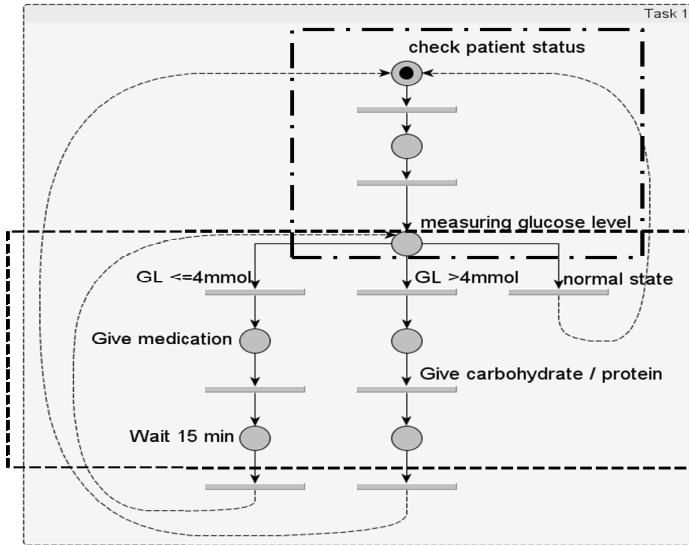 Task 1
check patient status
measuring glucose level
GL <=4mmol
GL >4mmol
normal state
Give medication
Give carbohydrate / protein
Wait 15 min